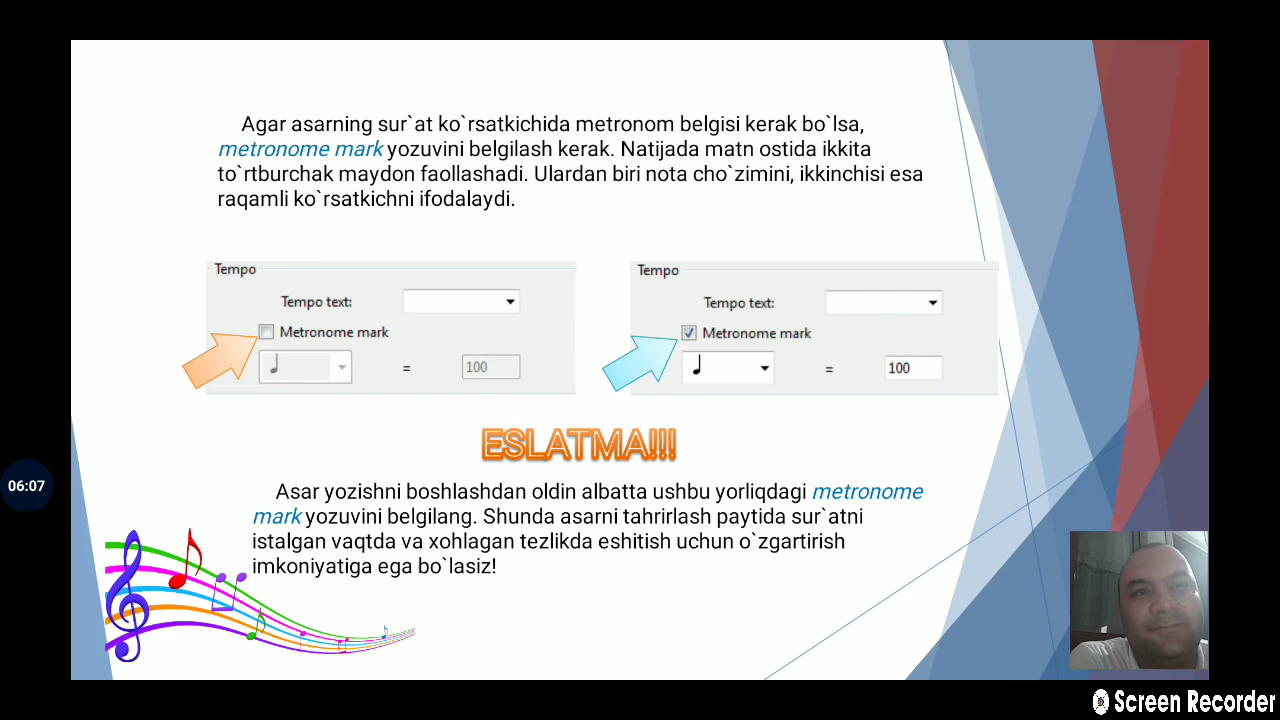 Agar asarning sur`at ko`rsatkichida metronom belgisi kerak bo`lsa,
metronome mark yozuvini belgilash kerak. Natijada matn ostida ikkita
to`rtburchak maydon faollashadi. Ulardan biri nota cho`zimini, ikkinchisi esa
raqamli ko`rsatkichni ifodalaydi.
Tempo
Tempo text:
Metronome mark
= 100
Tempo
Tempo text:
Metronome mark
= 100
ESLATMA!!!
Asar yozishni boshlashdan oldin albatta ushbu yorliqdagi metronome
mark yozuvini belgilang. Shunda asarni tahrirlash paytida sur`atni
istalgan vaqtda va xohlagan tezlikda eshitish uchun o`zgartirish
imkoniyatiga ega bo`lasiz!
06:07
Screen Recorder